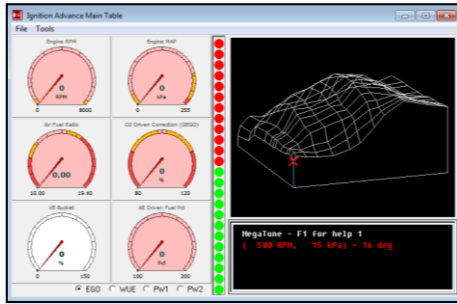 Ignition Advance Main Table
File Tools
Engine RPM
0
RPM
0 8000
Engine MAP
0
kPa
0 255
Air Fuel Ratio
0.00
10.00 19.40
O2 Driven Correction (GEGO)
0
%
80 120
VE Bucket
0
%
0 150
AE Driven Fuel Pct
0
Pct
100 200
EGO WUE PW1 PW2
MegaTune - F1 for help 1
( 500 RPM, 15 kPa) = 16 deg